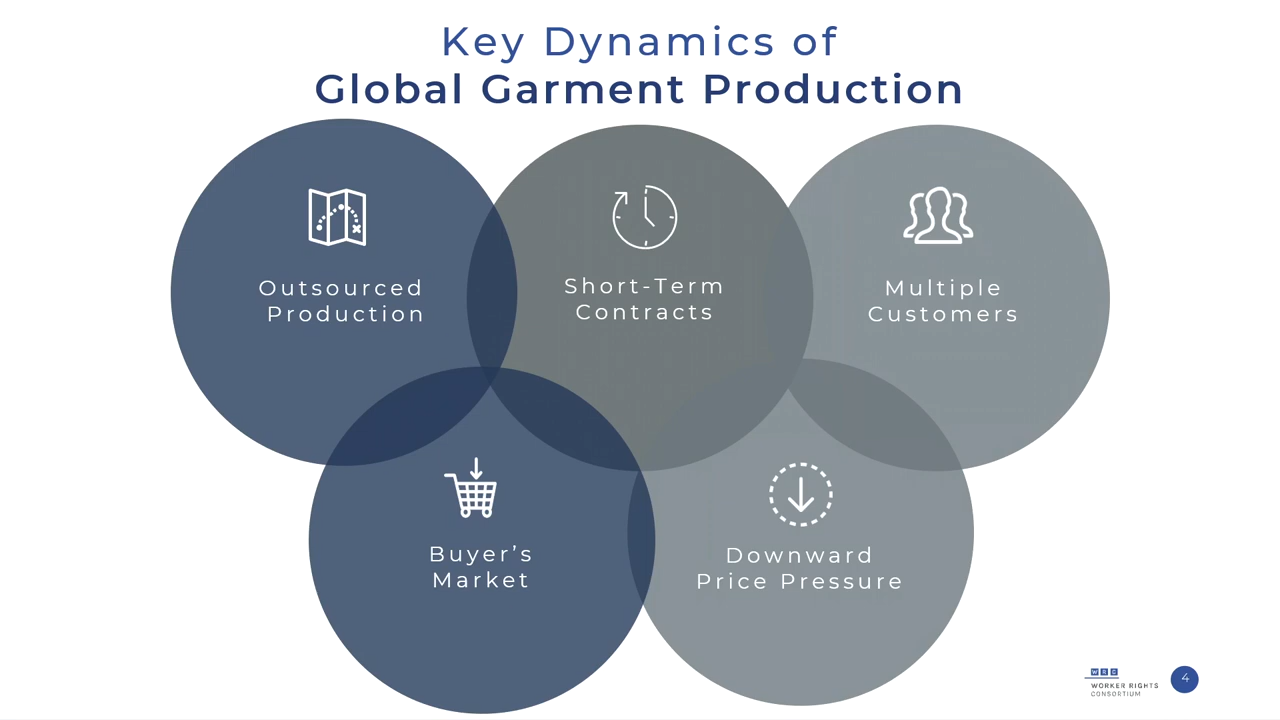 Key Dynamics of
Global Garment Production
Outsourced
Production
Short-Term
Contracts
Multiple
Customers
Buyer’s
Market
Downward
Price Pressure
WRC
WORKER RIGHTS
CONSORTIUM
4